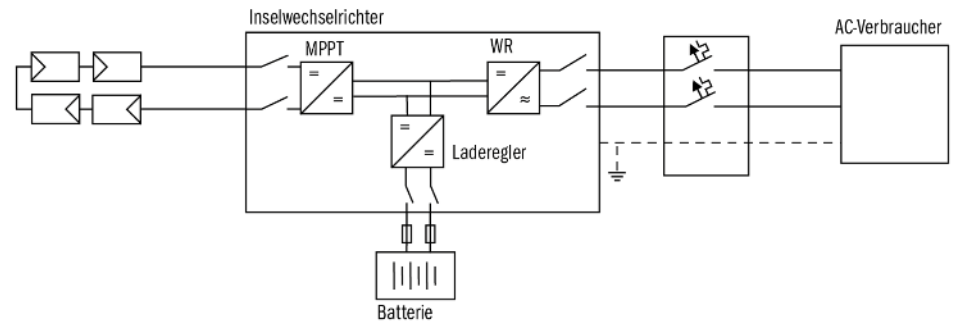 Inselwechselrichter
AC-Verbraucher
MPPT
WR
Laderegler
Batterie